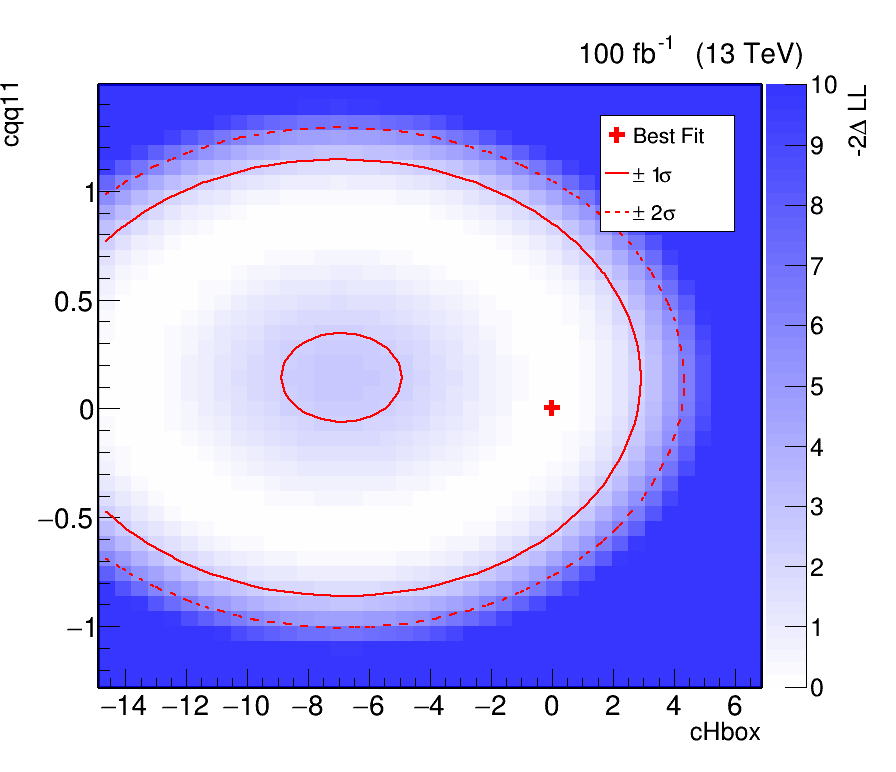 100 fb⁻¹ (13 TeV)
cqq11
-2Δ LL
Best Fit
± 1σ
± 2σ
1
0.5
0
−0.5
−1
10
9
8
7
6
5
4
3
2
1
0
−14 −12 −10 −8 −6 −4 −2 0 2 4 6
cHbox